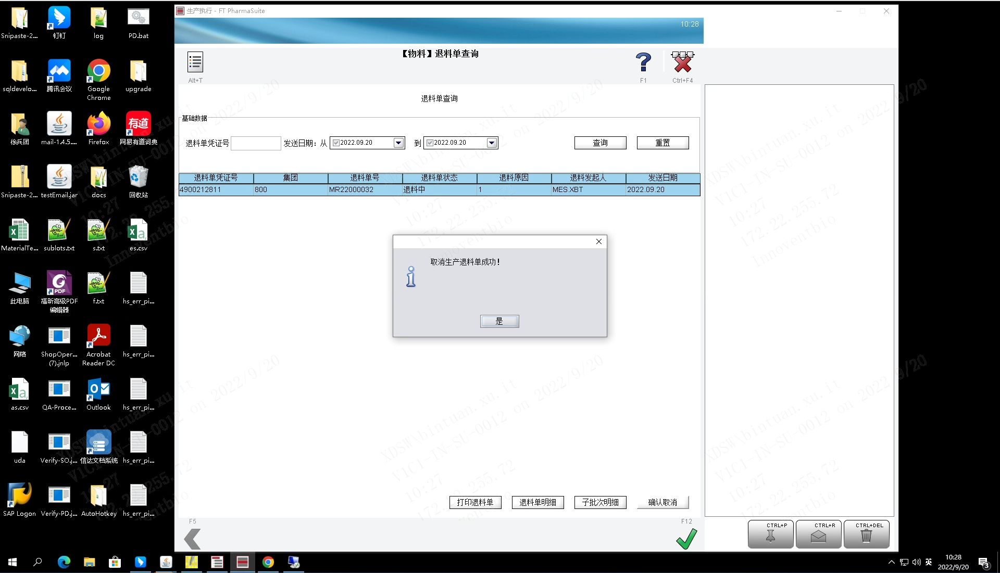 生产执行 - FT PharmaSuite
10:28
【物料】退料单查询
Alt+T
F1
Ctrl+F4
退料单查询
基础数据
退料单凭证号 发送日期：从 2022.09.20 到 2022.09.20 查询 重置
退料单凭证号 集团 退料单号 退料单状态 退料原因 退料发起人 发送日期
4900212811 800 MR22000032 退料中 1 MES.XBT 2022.09.20
取消生产退料单成功！
是
打印退料单 退料单明细 子批次明细 确认取消
F5
F12
CTRL+P CTRL+R CTRL+DEL
Snipaste-2... 钉钉 log PD.bat
sqldevelo... 腾讯会议 Google Chrome upgrade
徐兵团 mail-1.4.5.... Firefox 网易有道词典
有道
Snipaste-2... testEmail.jar docs 回收站
MaterialTe... sublots.txt s.txt es.csv
此电脑 福昕高级PDF编辑器 f.txt hs_err_pi...
PDF
网络 ShopOper... (7).jnlp Acrobat Reader DC hs_err_pi...
as.csv QA-Proce... Outlook hs_err_pi...
uda Verify-SO.j... 信达文档系统 hs_err_pi...
SAP Logon Verify-PD.j... AutoHotkey hs_err_pi...
XDSW\bintuan.xu.it
V1C1-IN-SU-0012 on 2022/9/20
10:27
172.22.255.72
Innoventbio
英
10:28
2022/9/20
3